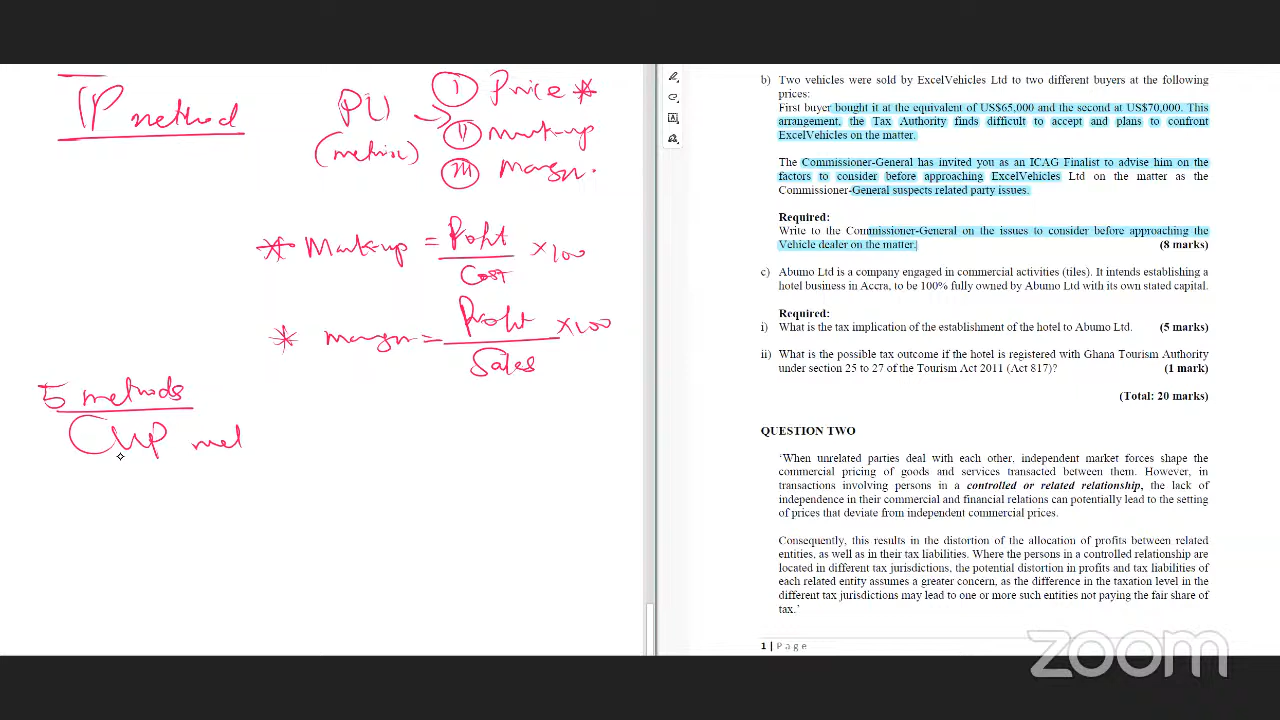 TP method
PLI
(metrix)
I Price *
II mark-up
III margin.
* Mark-up = Profit / Cost × 100
* margin = Profit / Sales × 100
5 methods
CUP met
b) Two vehicles were sold by ExcelVehicles Ltd to two different buyers at the following
prices:
First buyer bought it at the equivalent of US$65,000 and the second at US$70,000. This
arrangement, the Tax Authority finds difficult to accept and plans to confront
ExcelVehicles on the matter.
The Commissioner-General has invited you as an ICAG Finalist to advise him on the
factors to consider before approaching ExcelVehicles Ltd on the matter as the
Commissioner-General suspects related party issues.
Required:
Write to the Commissioner-General on the issues to consider before approaching the
Vehicle dealer on the matter. (8 marks)
c) Abumo Ltd is a company engaged in commercial activities (tiles). It intends establishing a
hotel business in Accra, to be 100% fully owned by Abumo Ltd with its own stated capital.
Required:
i) What is the tax implication of the establishment of the hotel to Abumo Ltd. (5 marks)
ii) What is the possible tax outcome if the hotel is registered with Ghana Tourism Authority
under section 25 to 27 of the Tourism Act 2011 (Act 817)? (1 mark)
(Total: 20 marks)
QUESTION TWO
‘When unrelated parties deal with each other, independent market forces shape the
commercial pricing of goods and services transacted between them. However, in
transactions involving persons in a controlled or related relationship, the lack of
independence in their commercial and financial relations can potentially lead to the setting
of prices that deviate from independent commercial prices.
Consequently, this results in the distortion of the allocation of profits between related
entities, as well as in their tax liabilities. Where the persons in a controlled relationship are
located in different tax jurisdictions, the potential distortion in profits and tax liabilities of
each related entity assumes a greater concern, as the difference in the taxation level in the
different tax jurisdictions may lead to one or more such entities not paying the fair share of
tax.’
1 | Page
zoom